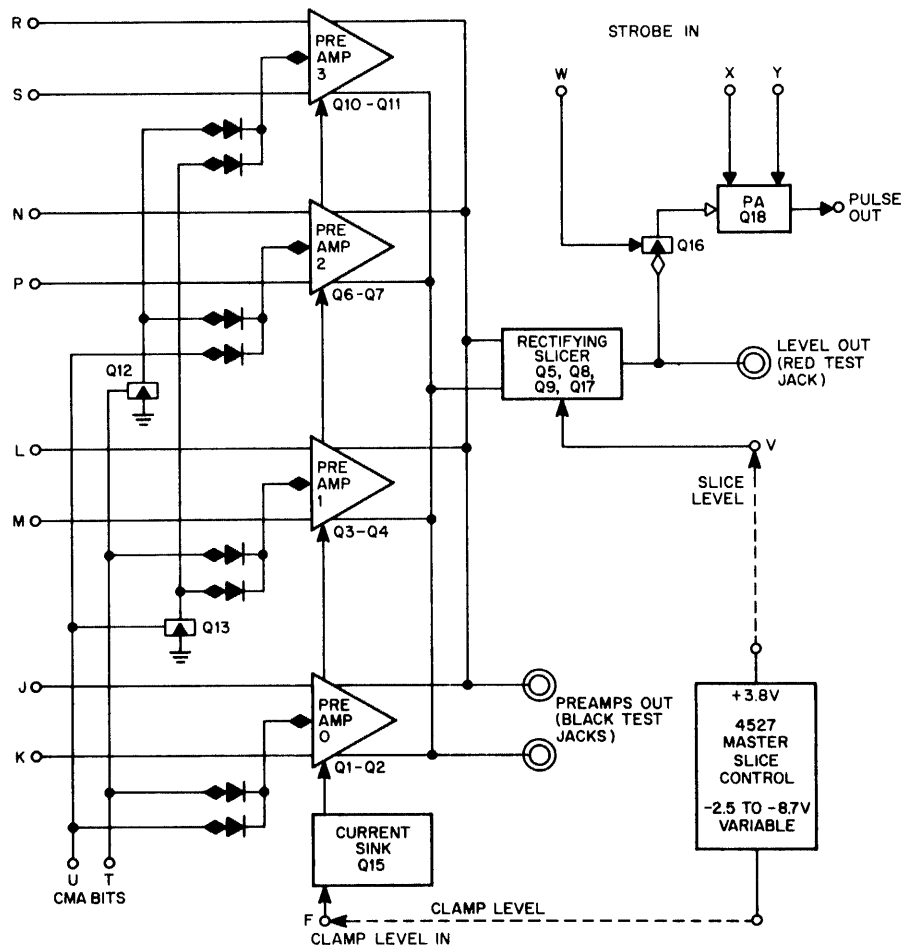 R
PRE
AMP
3
S
Q10 - Q11
STROBE IN
W
X
Y
N
PRE
AMP
2
PA
Q18
PULSE
OUT
Q16
P
Q6-Q7
RECTIFYING
SLICER
Q5, Q8,
Q9, Q17
LEVEL OUT
(RED TEST
JACK)
Q12
L
PRE
AMP
1
V
SLICE
LEVEL
M
Q3-Q4
Q13
J
PRE
AMP
0
PREAMPS OUT
(BLACK TEST
JACKS)
K
Q1-Q2
+3.8V
4527
MASTER
SLICE
CONTROL
-2.5 TO -8.7V
VARIABLE
CURRENT
SINK
Q15
U T
CMA BITS
F
CLAMP LEVEL
CLAMP LEVEL IN